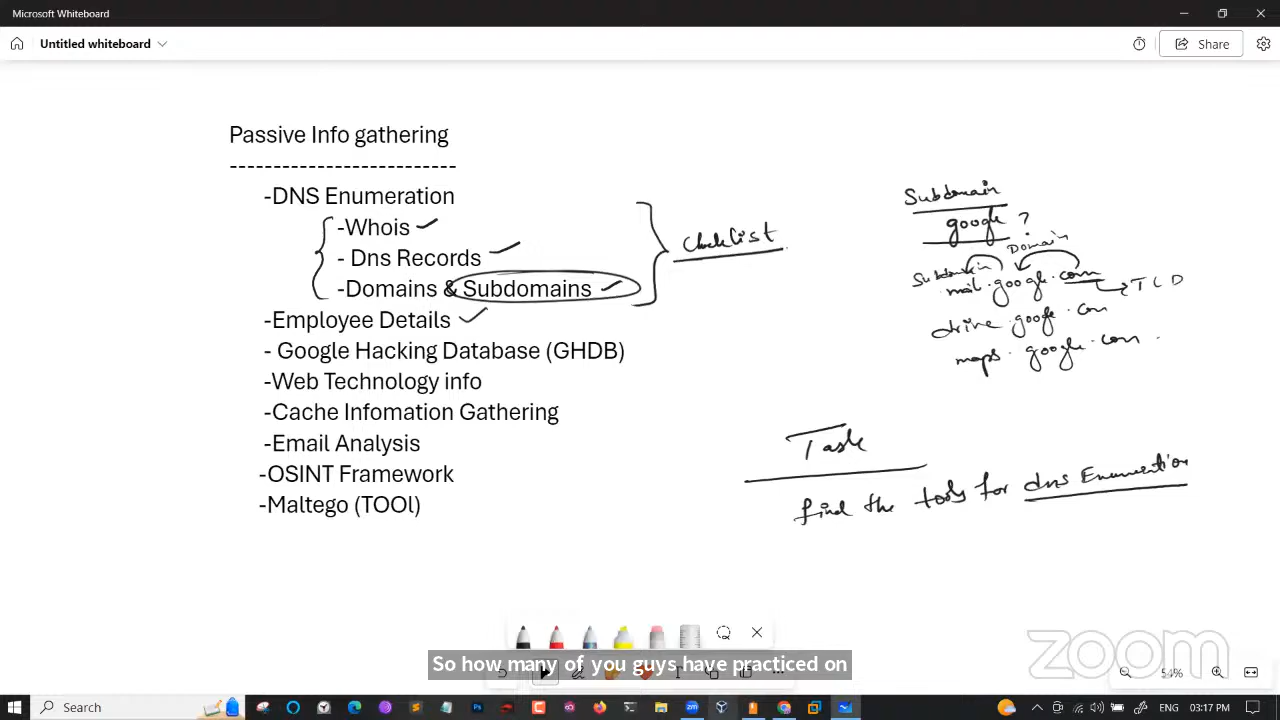 Microsoft Whiteboard
Untitled whiteboard
Share
Passive Info gathering
-------------------------
-DNS Enumeration
-Whois
- Dns Records
-Domains & Subdomains
-Employee Details
- Google Hacking Database (GHDB)
-Web Technology info
-Cache Infomation Gathering
-Email Analysis
-OSINT Framework
-Maltego (TOOl)
Checklist
Subdomain
google ?
Domain
Subdomain
mail.google.com → TLD
drive.google.com
maps.google.com
Task
find the tools for dns Enumeration
So how many of you guys have practiced on
zoom
54%
Search
ENG
IN
03:17 PM